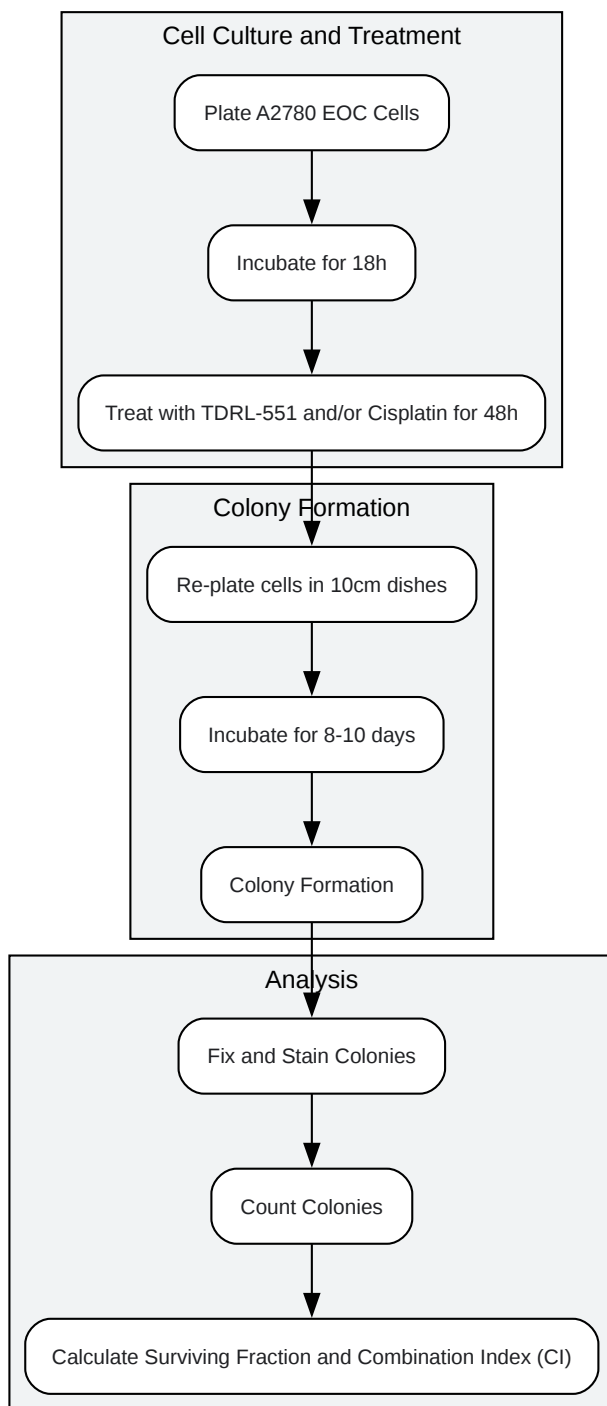 Cell Culture and Treatment
Plate A2780 EOC Cells
Incubate for 18h
Treat with TDRL-551 and/or Cisplatin for 48h
Colony Formation
Re-plate cells in 10cm dishes
Incubate for 8-10 days
Colony Formation
Analysis
Fix and Stain Colonies
Count Colonies
Calculate Surviving Fraction and Combination Index (CI)